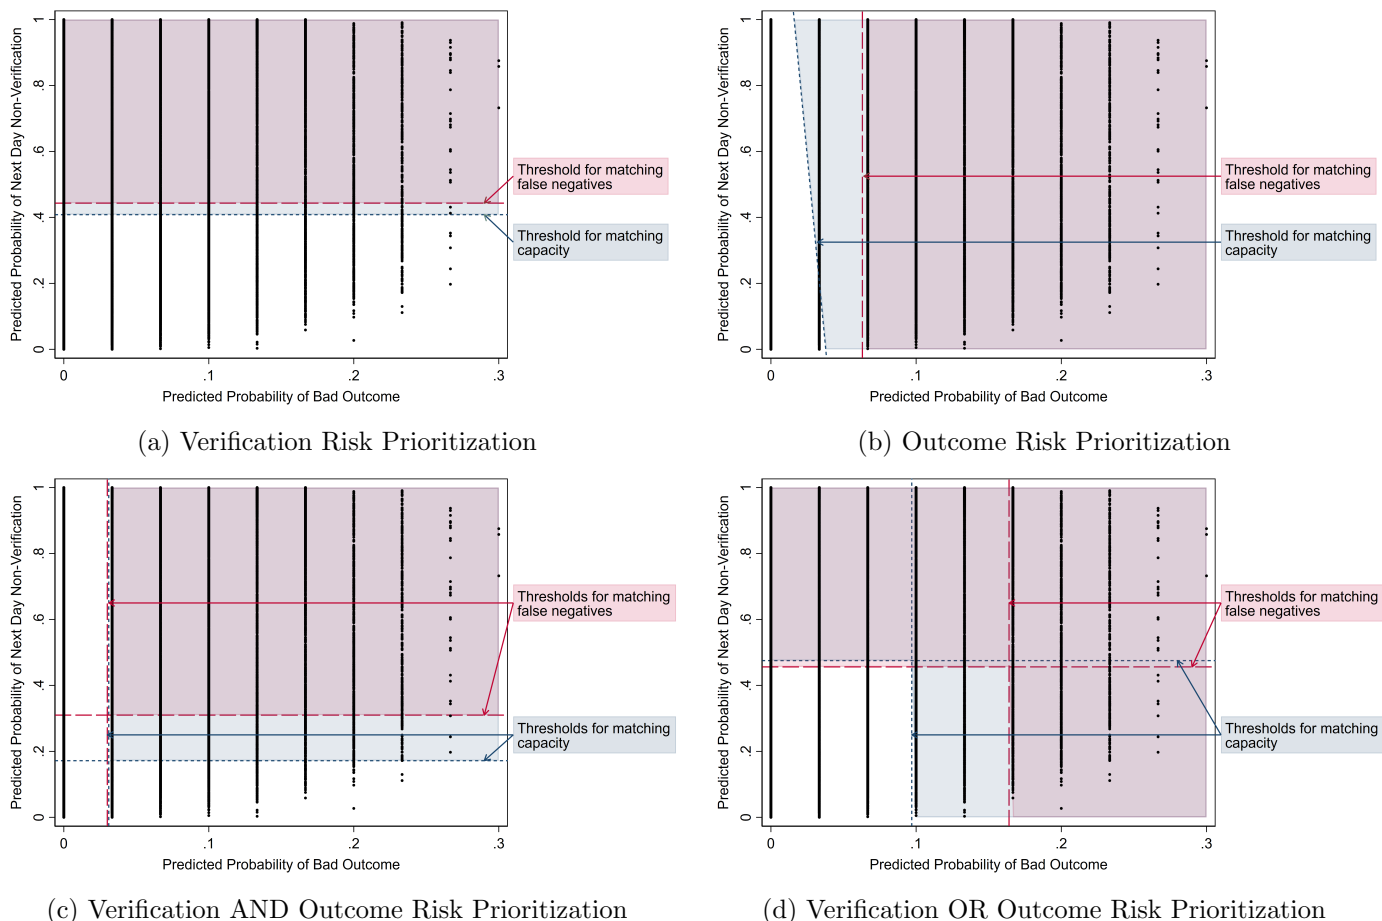 Predicted Probability of Next Day Non-Verification
1
.8
.6
.4
.2
0
0
.1
.2
.3
Predicted Probability of Bad Outcome
Threshold for matching
false negatives
Threshold for matching
capacity
(a) Verification Risk Prioritization
Predicted Probability of Next Day Non-Verification
1
.8
.6
.4
.2
0
0
.1
.2
.3
Predicted Probability of Bad Outcome
Threshold for matching
false negatives
Threshold for matching
capacity
(b) Outcome Risk Prioritization
Predicted Probability of Next Day Non-Verification
1
.8
.6
.4
.2
0
0
.1
.2
.3
Predicted Probability of Bad Outcome
Thresholds for matching
false negatives
Thresholds for matching
capacity
(c) Verification AND Outcome Risk Prioritization
Predicted Probability of Next Day Non-Verification
1
.8
.6
.4
.2
0
0
.1
.2
.3
Predicted Probability of Bad Outcome
Thresholds for matching
false negatives
Thresholds for matching
capacity
(d) Verification OR Outcome Risk Prioritization